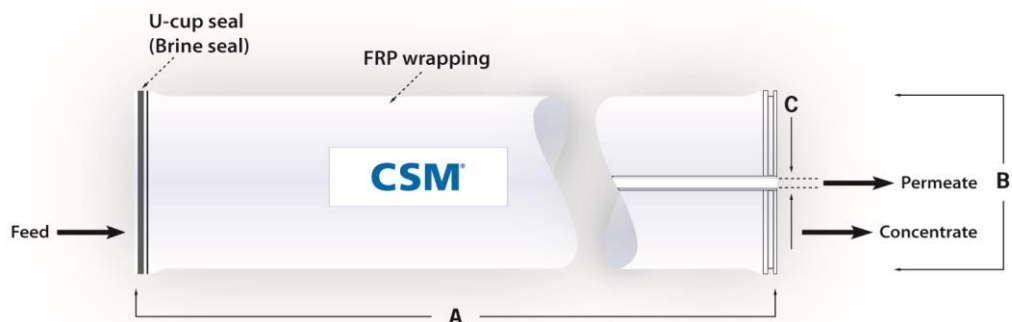 U-cup seal
(Brine seal)
FRP wrapping
C
CSM®
Permeate
B
Feed
Concentrate
A